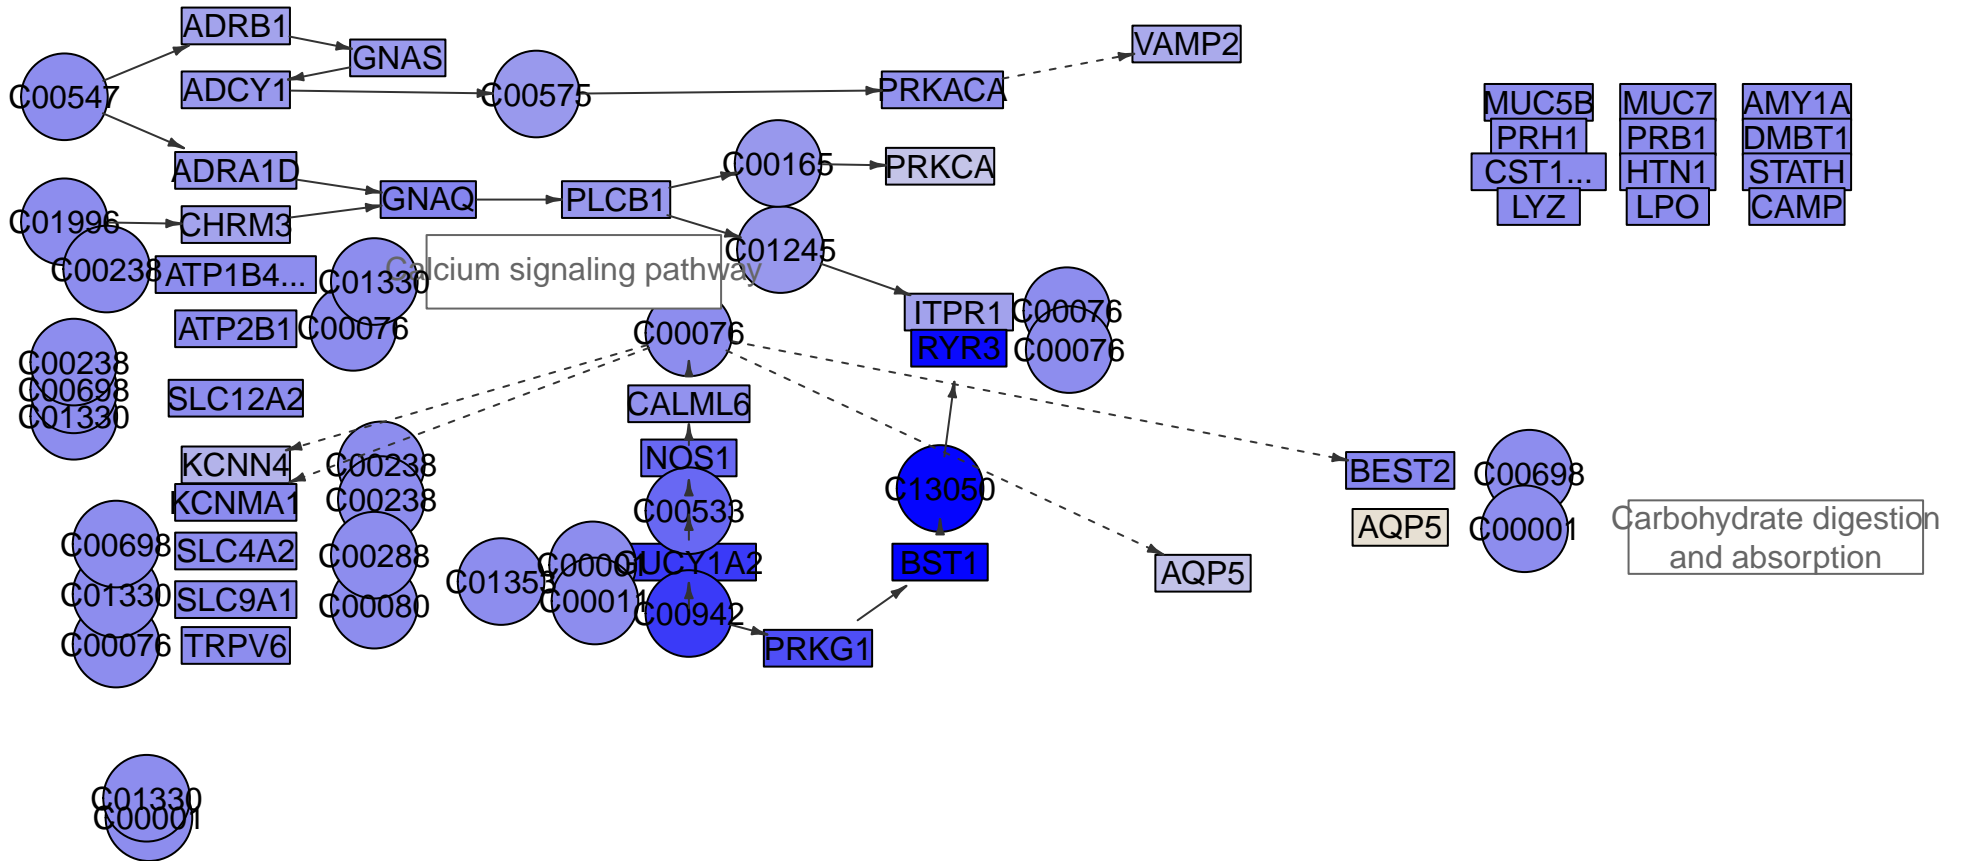 ADRB1
GNAS
VAMP2
C00547
ADCY1
C00575
PRKACA
MUC5B
MUC7
AMY1A
PRH1
PRB1
DMBT1
ADRA1D
C00165
PRKCA
CST1...
HTN1
STATH
GNAQ
PLCB1
LYZ
LPO
CAMP
C01996
CHRM3
C01245
C00238
ATP1B4...
C01330
Calcium signaling pathway
ATP2B1
C00076
C00076
ITPR1
C00076
RYR3
C00076
C00238
C00698
C01330
SLC12A2
CALML6
KCNN4
C00238
NOS1
BEST2
C00698
KCNMA1
C00238
C00533
C13050
AQP5
C00001
Carbohydrate digestion
and absorption
C00698
SLC4A2
C00288
C00001
GUCY1A2
BST1
AQP5
C01330
SLC9A1
C00080
C01353
C00011
C00942
C00076
TRPV6
PRKG1
C01330
C00001